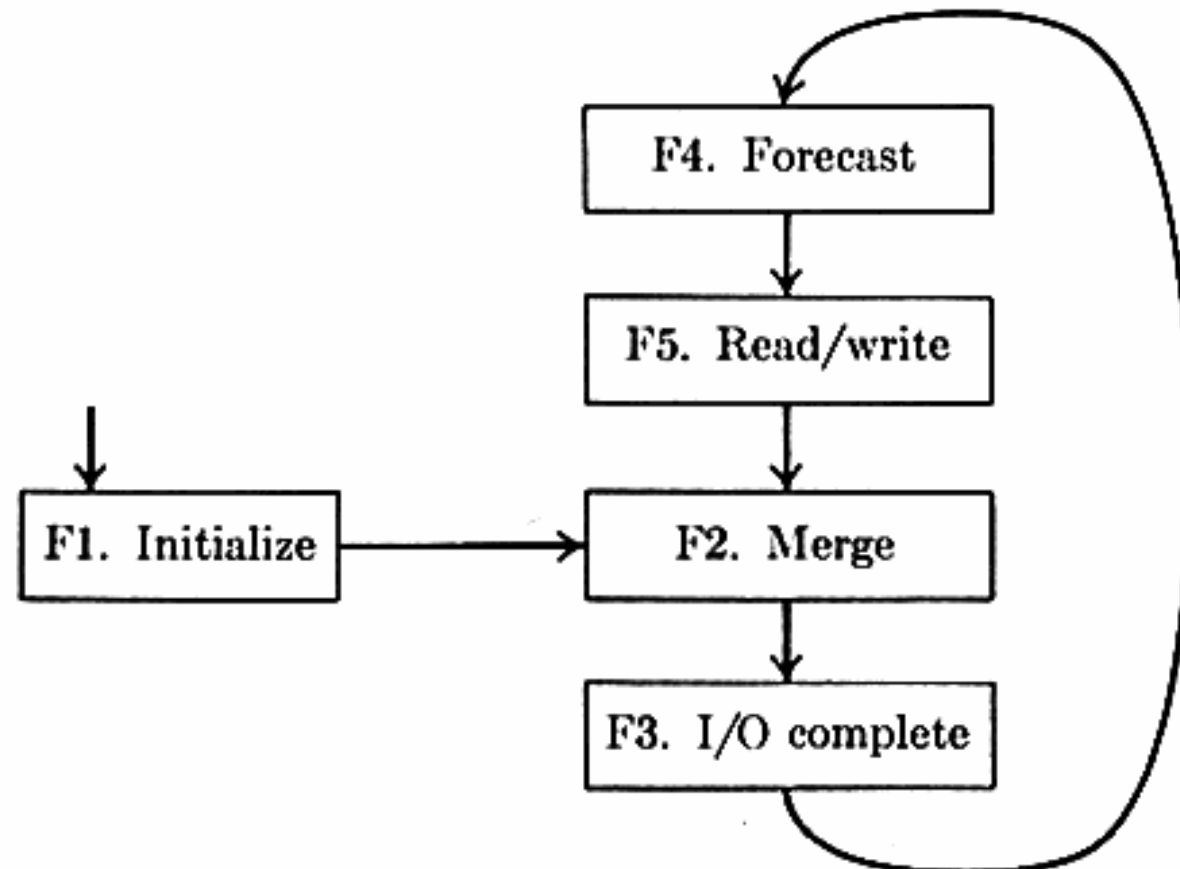 F4. Forecast
F5. Read/write
F1. Initialize
F2. Merge
F3. I/O complete